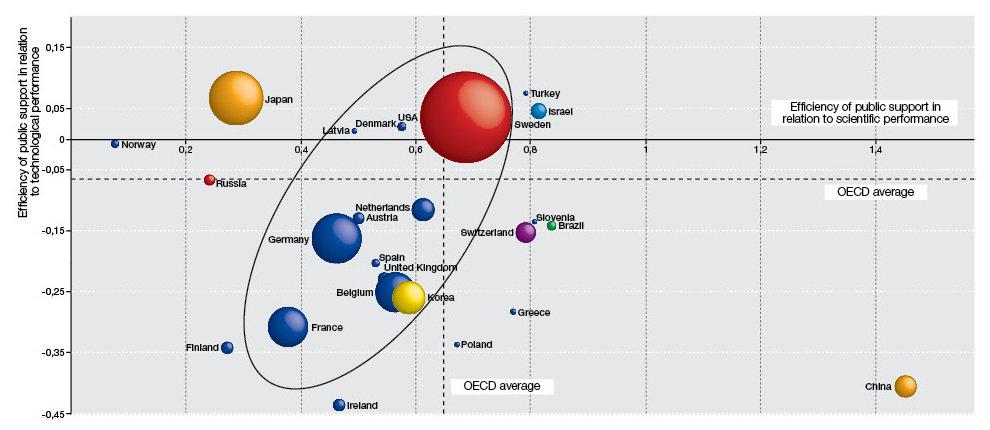 Efficiency of public support in relation
to technological performance
0,15
0,05
0
-0,05
-0,15
-0,25
-0,35
-0,45
0,2
0,4
0,6
0,8
1
1,2
1,4
Efficiency of public support in
relation to scientific performance
OECD average
OECD average
Japan
Norway
Russia
Latvia
Denmark
USA
Sweden
Turkey
Israel
Netherlands
Austria
Germany
Spain
United Kingdom
Belgium
Korea
France
Finland
Ireland
Switzerland
Slovenia
Brazil
Greece
Poland
China